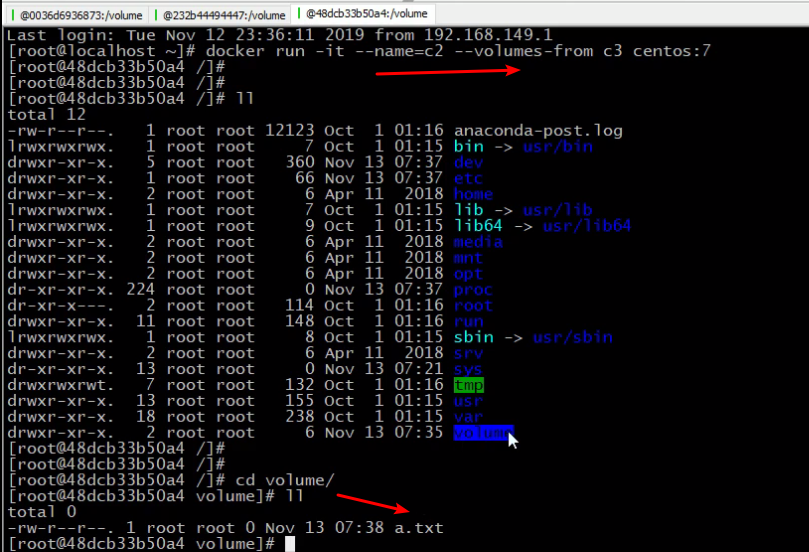 @0036d6936873:/volume @232b44494447:/volume @48dcb33b50a4:/volume
Last login: Tue Nov 12 23:36:11 2019 from 192.168.149.1
[root@localhost ~]# docker run -it --name=c2 --volumes-from c3 centos:7
[root@48dcb33b50a4 /]#
[root@48dcb33b50a4 /]#
[root@48dcb33b50a4 /]# ll
total 12
-rw-r--r--. 1 root root 12123 Oct 1 01:16 anaconda-post.log
lrwxrwxrwx. 1 root root 7 Oct 1 01:15 bin -> usr/bin
drwxr-xr-x. 5 root root 360 Nov 13 07:37 dev
drwxr-xr-x. 1 root root 66 Nov 13 07:37 etc
drwxr-xr-x. 2 root root 6 Apr 11 2018 home
lrwxrwxrwx. 1 root root 7 Oct 1 01:15 lib -> usr/lib
lrwxrwxrwx. 1 root root 9 Oct 1 01:15 lib64 -> usr/lib64
drwxr-xr-x. 2 root root 6 Apr 11 2018 media
drwxr-xr-x. 2 root root 6 Apr 11 2018 mnt
drwxr-xr-x. 2 root root 6 Apr 11 2018 opt
dr-xr-xr-x. 224 root root 0 Nov 13 07:37 proc
dr-xr-x---. 2 root root 114 Oct 1 01:16 root
drwxr-xr-x. 11 root root 148 Oct 1 01:16 run
lrwxrwxrwx. 1 root root 8 Oct 1 01:15 sbin -> usr/sbin
drwxr-xr-x. 2 root root 6 Apr 11 2018 srv
dr-xr-xr-x. 13 root root 0 Nov 13 07:21 sys
drwxrwxrwt. 7 root root 132 Oct 1 01:16 tmp
drwxr-xr-x. 13 root root 155 Oct 1 01:15 usr
drwxr-xr-x. 18 root root 238 Oct 1 01:15 var
drwxr-xr-x. 2 root root 6 Nov 13 07:35 volume
[root@48dcb33b50a4 /]#
[root@48dcb33b50a4 /]#
[root@48dcb33b50a4 /]# cd volume/
[root@48dcb33b50a4 volume]# ll
total 0
-rw-r--r--. 1 root root 0 Nov 13 07:38 a.txt
[root@48dcb33b50a4 volume]#